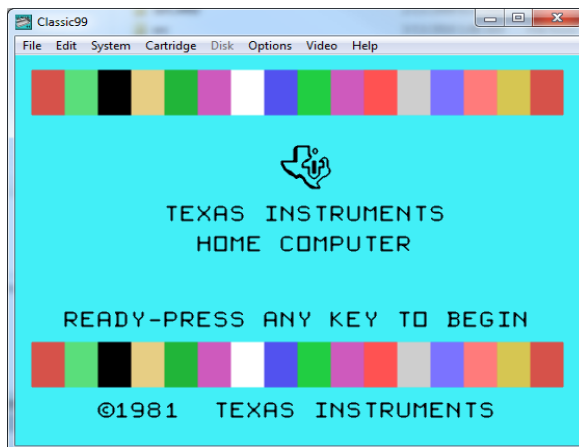 Classic99
File Edit System Cartridge Disk Options Video Help
TEXAS INSTRUMENTS
HOME COMPUTER
READY-PRESS ANY KEY TO BEGIN
©1981 TEXAS INSTRUMENTS